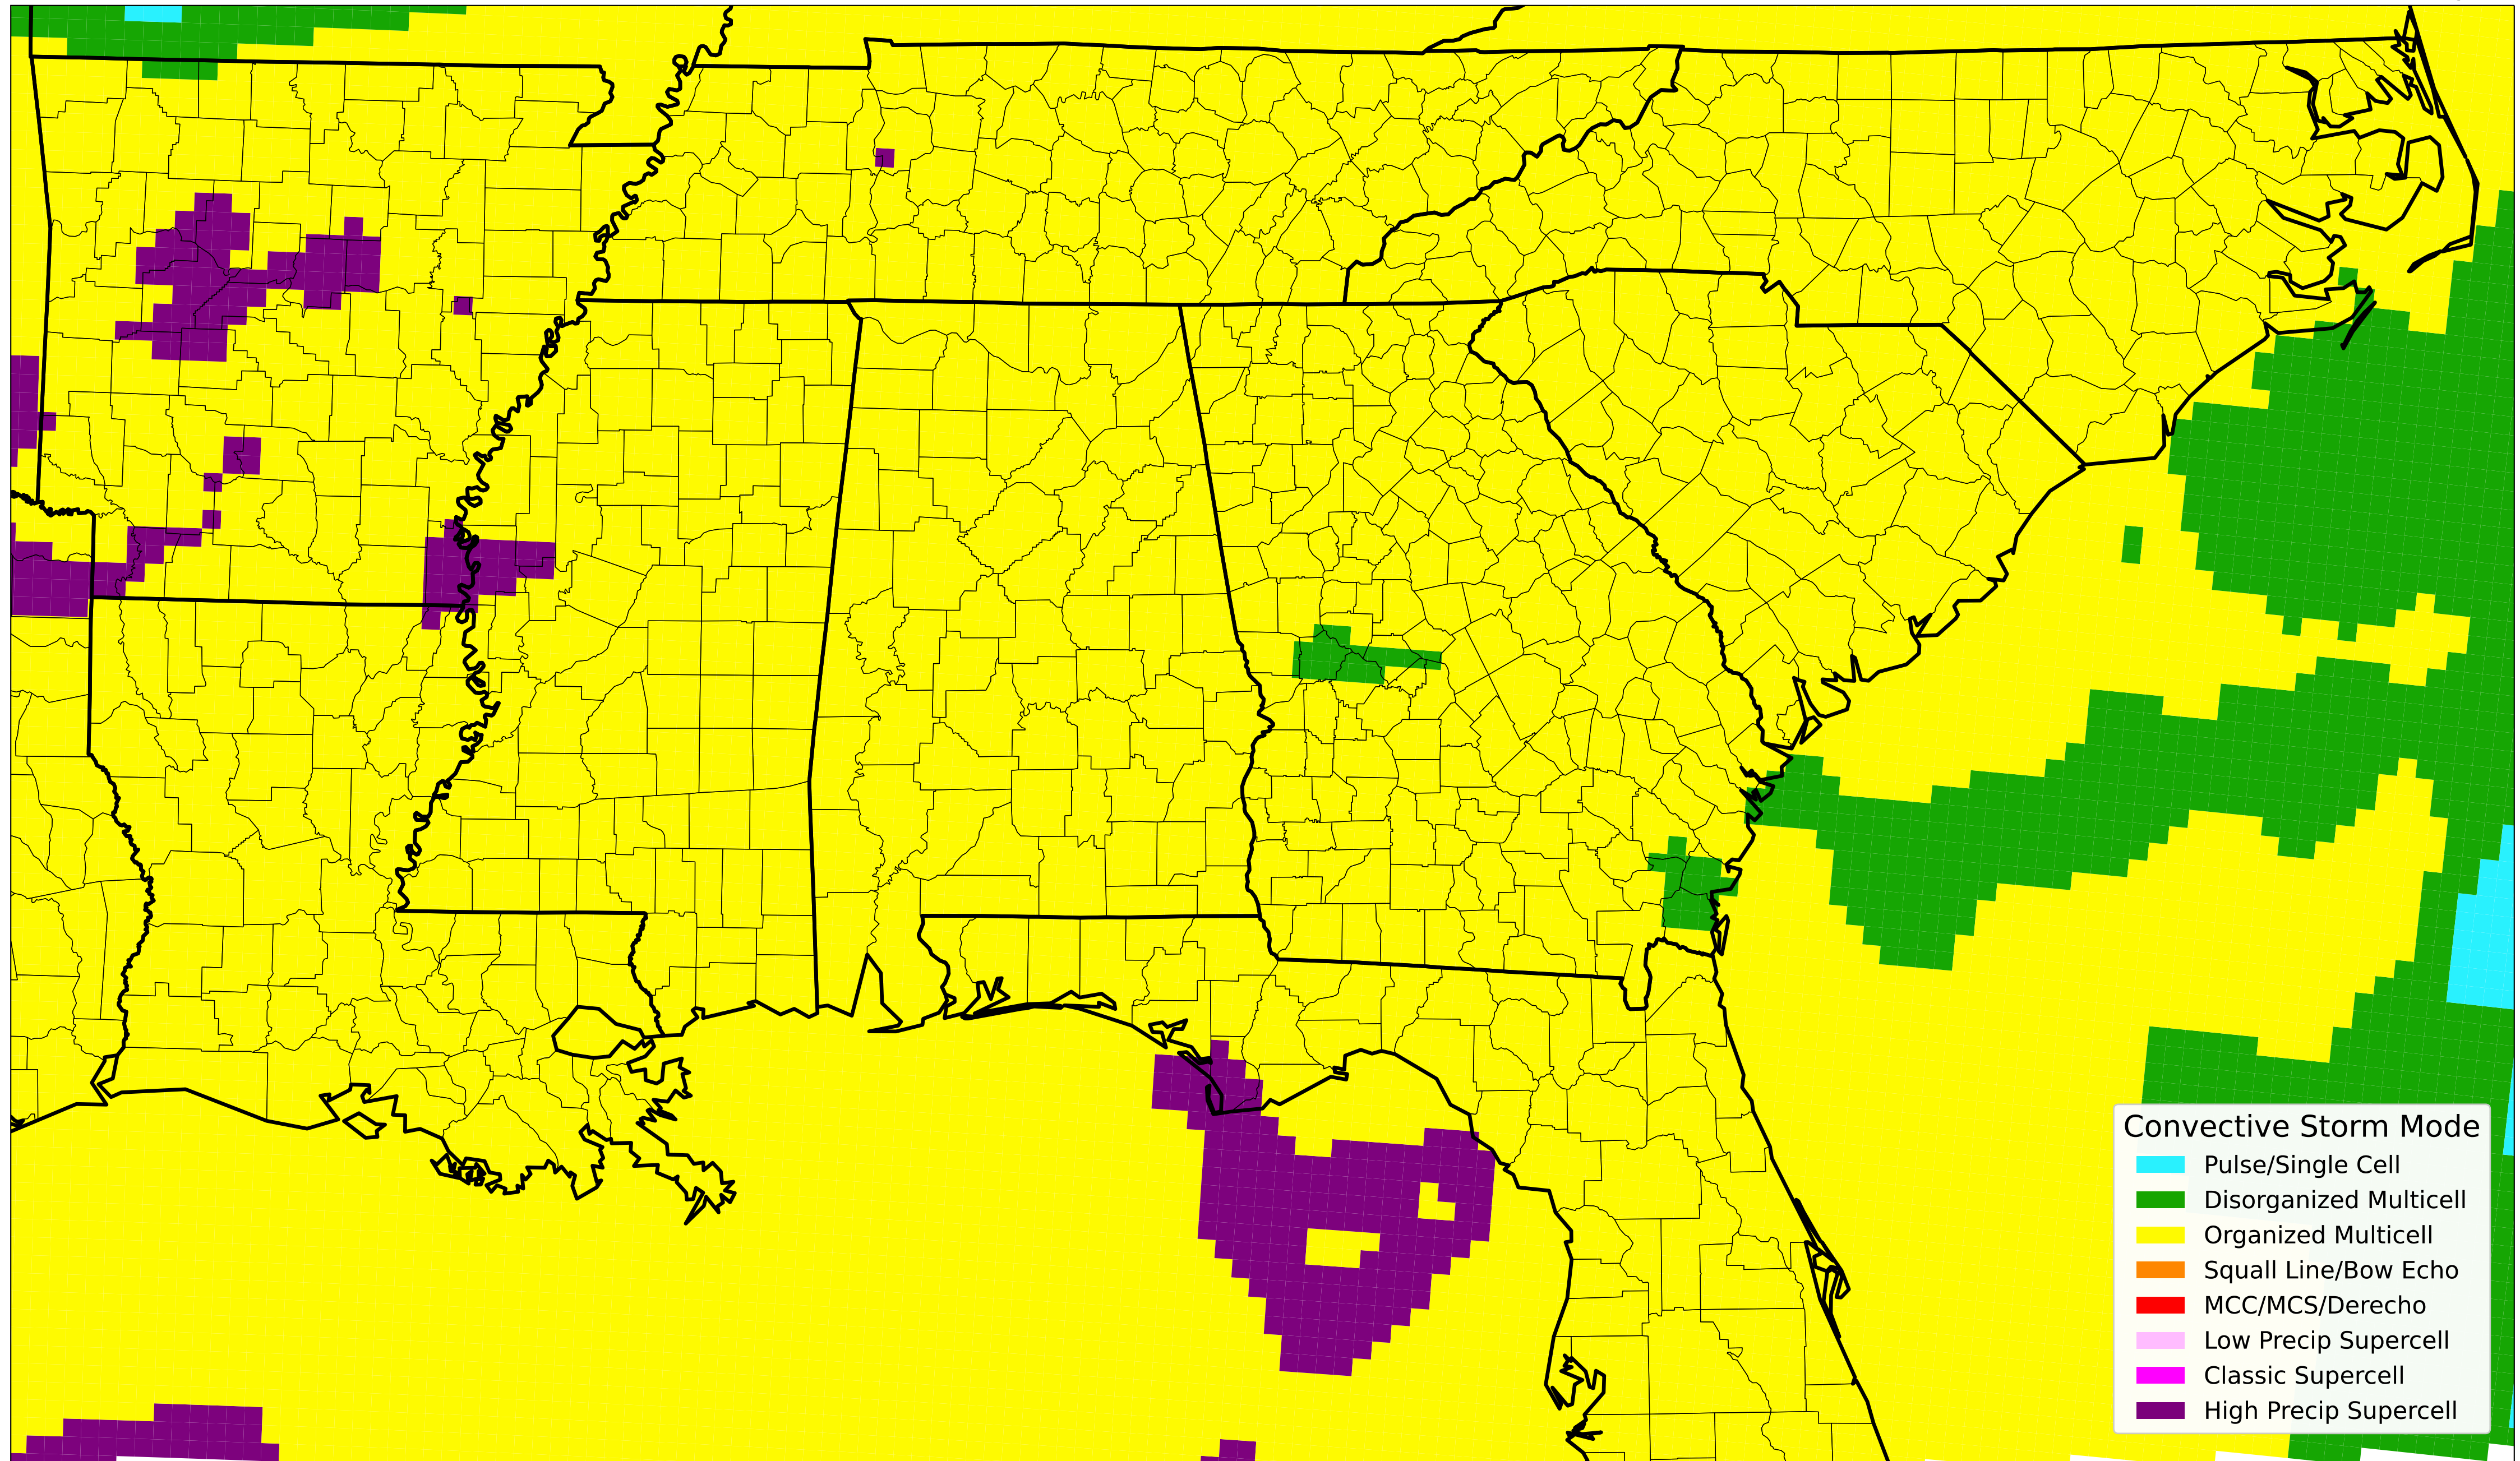 Convective Storm Mode
Pulse/Single Cell
Disorganized Multicell
Organized Multicell
Squall Line/Bow Echo
MCC/MCS/Derecho
Low Precip Supercell
Classic Supercell
High Precip Supercell